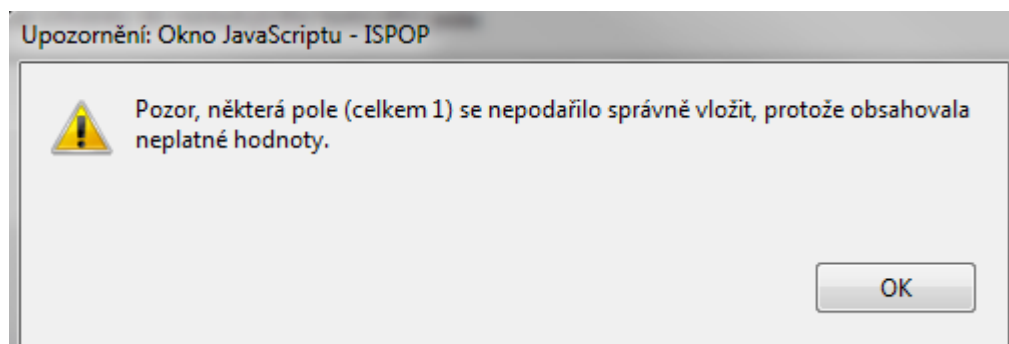 Upozornění: Okno JavaScriptu - ISPOP
Pozor, některá pole (celkem 1) se nepodařilo správně vložit, protože obsahovala
neplatné hodnoty.
OK